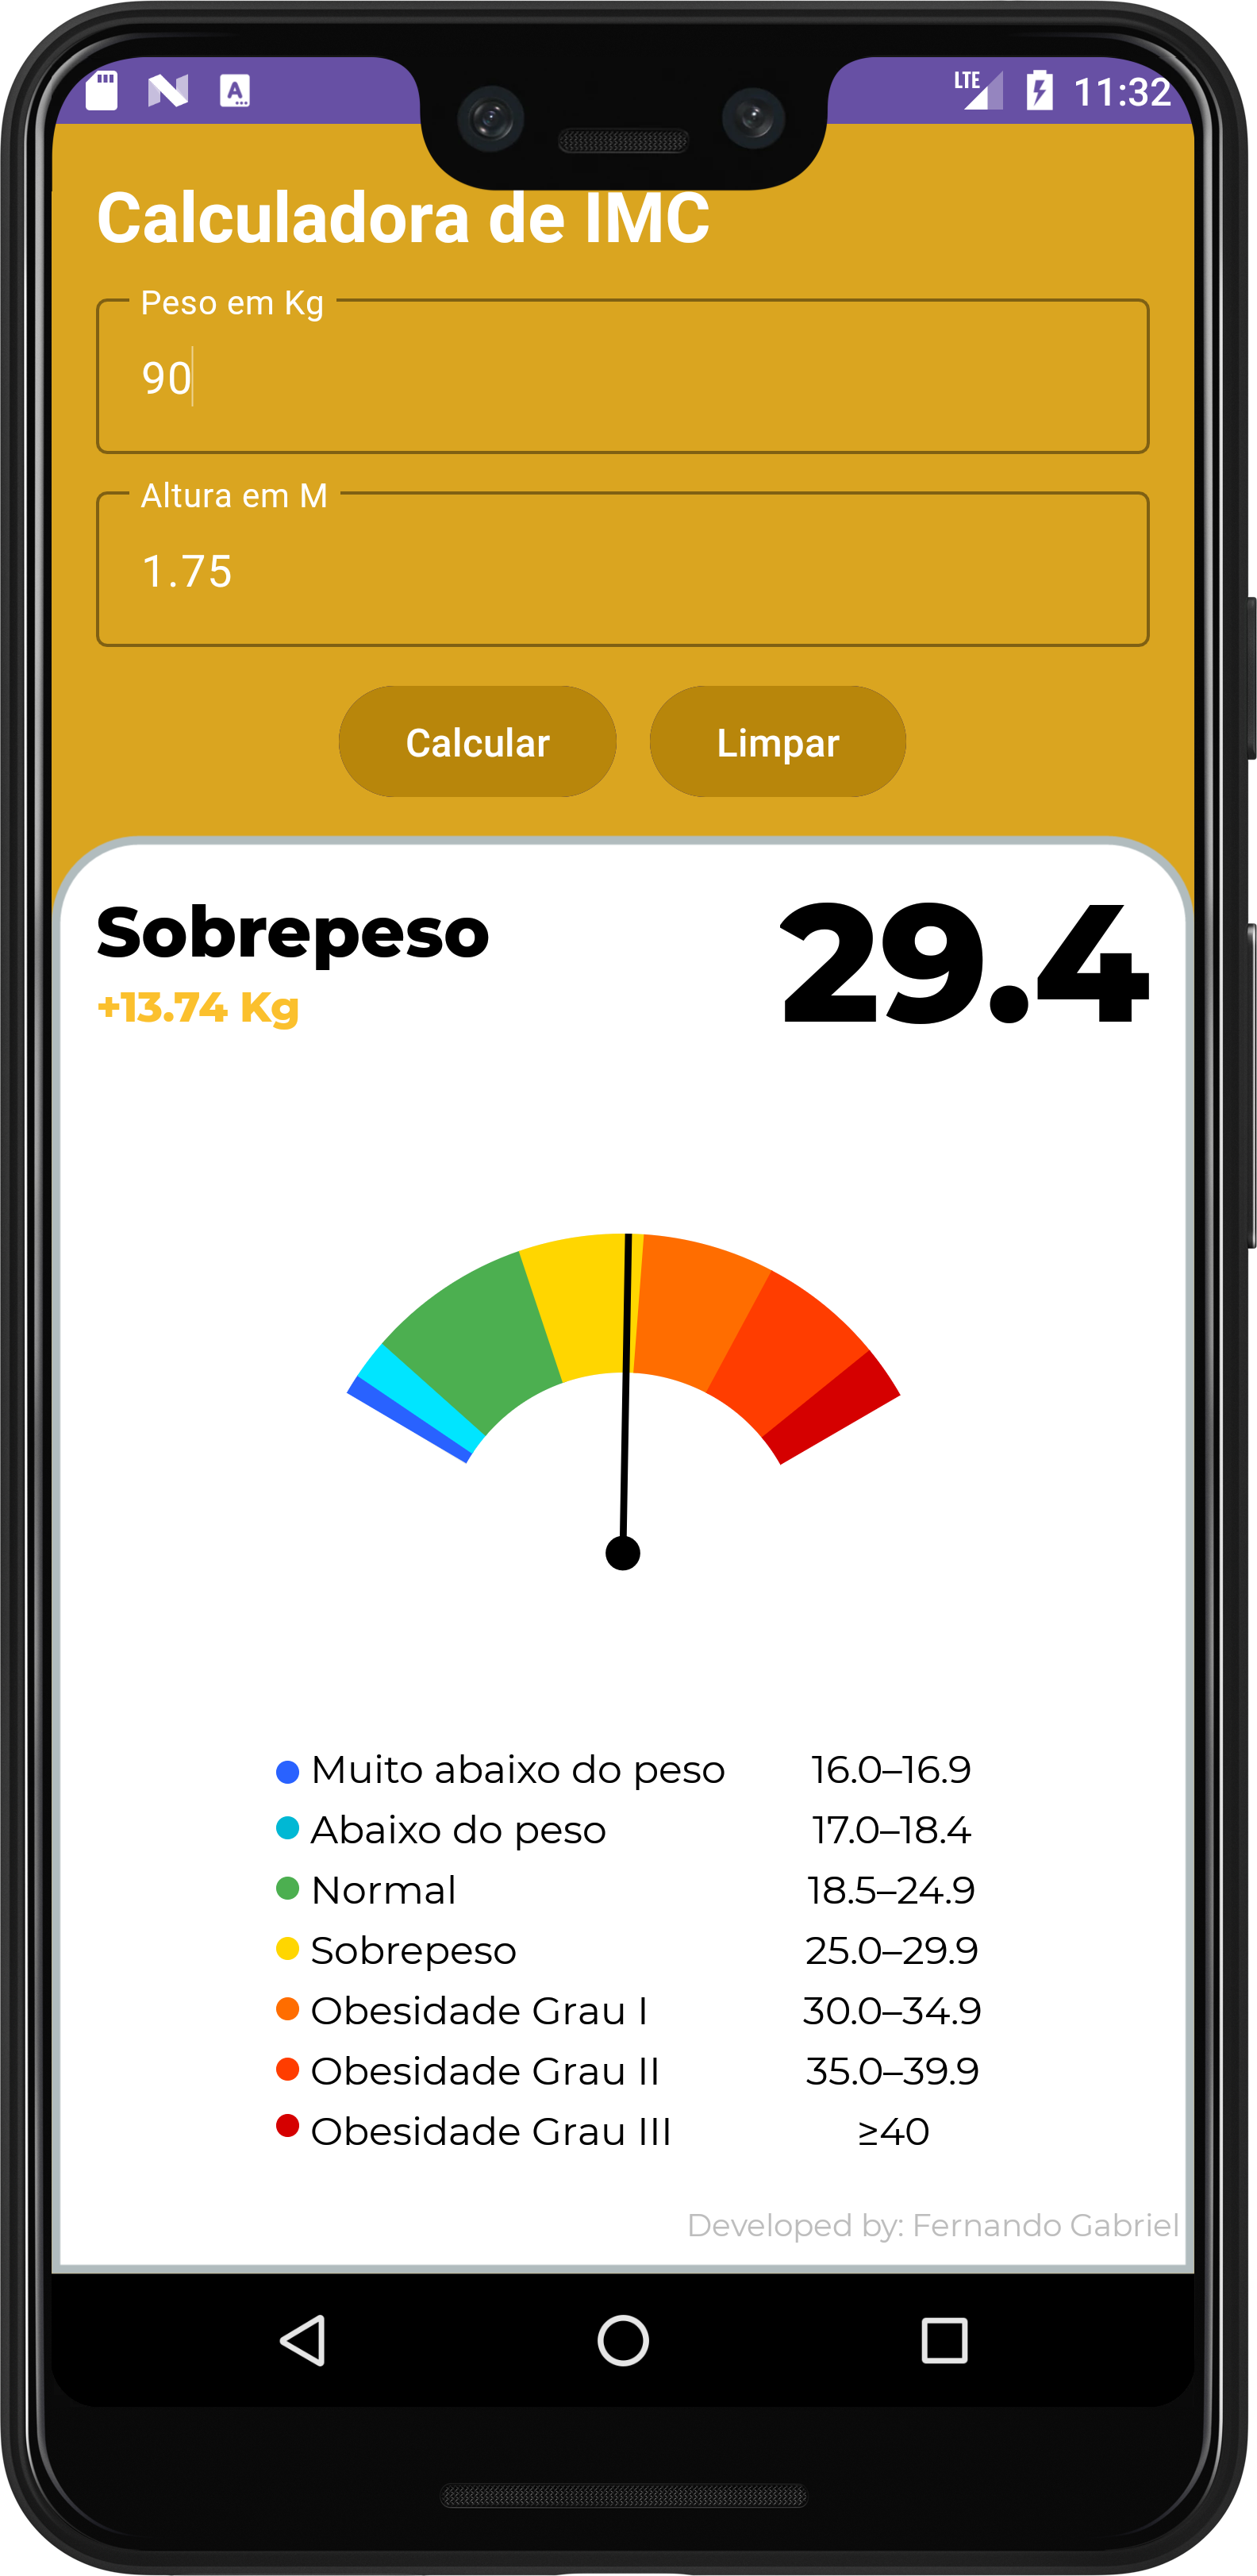 LTE 11:32
Calculadora de IMC
Peso em Kg
90
Altura em M
1.75
Calcular Limpar
Sobrepeso 29.4
+13.74 Kg
Muito abaixo do peso 16.0–16.9
Abaixo do peso 17.0–18.4
Normal 18.5–24.9
Sobrepeso 25.0–29.9
Obesidade Grau I 30.0–34.9
Obesidade Grau II 35.0–39.9
Obesidade Grau III ≥40
Developed by: Fernando Gabriel